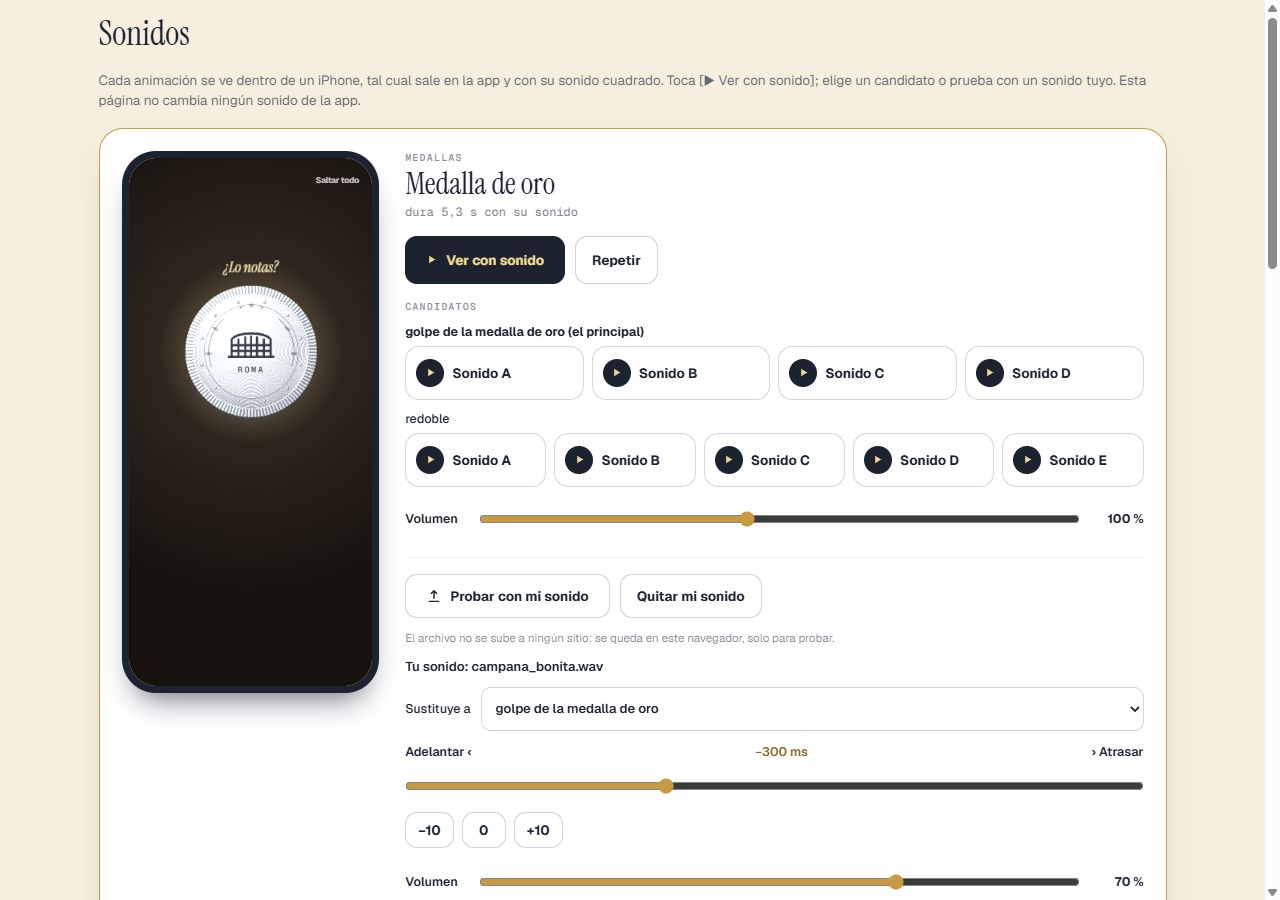 Sonidos
Cada animación se ve dentro de un iPhone, tal cual sale en la app y con su sonido cuadrado. Toca [▶ Ver con sonido]; elige un candidato o prueba con un sonido tuyo. Esta
página no cambia ningún sonido de la app.
Saltar todo
¿Lo notas?
ROMA
MEDALLAS
Medalla de oro
dura 5,3 s con su sonido
Ver con sonido
Repetir
CANDIDATOS
golpe de la medalla de oro (el principal)
Sonido A
Sonido B
Sonido C
Sonido D
redoble
Sonido A
Sonido B
Sonido C
Sonido D
Sonido E
Volumen
100 %
Probar con mi sonido
Quitar mi sonido
El archivo no se sube a ningún sitio: se queda en este navegador, solo para probar.
Tu sonido: campana_bonita.wav
Sustituye a
golpe de la medalla de oro
Adelantar ‹
−300 ms
› Atrasar
−10
0
+10
Volumen
70 %